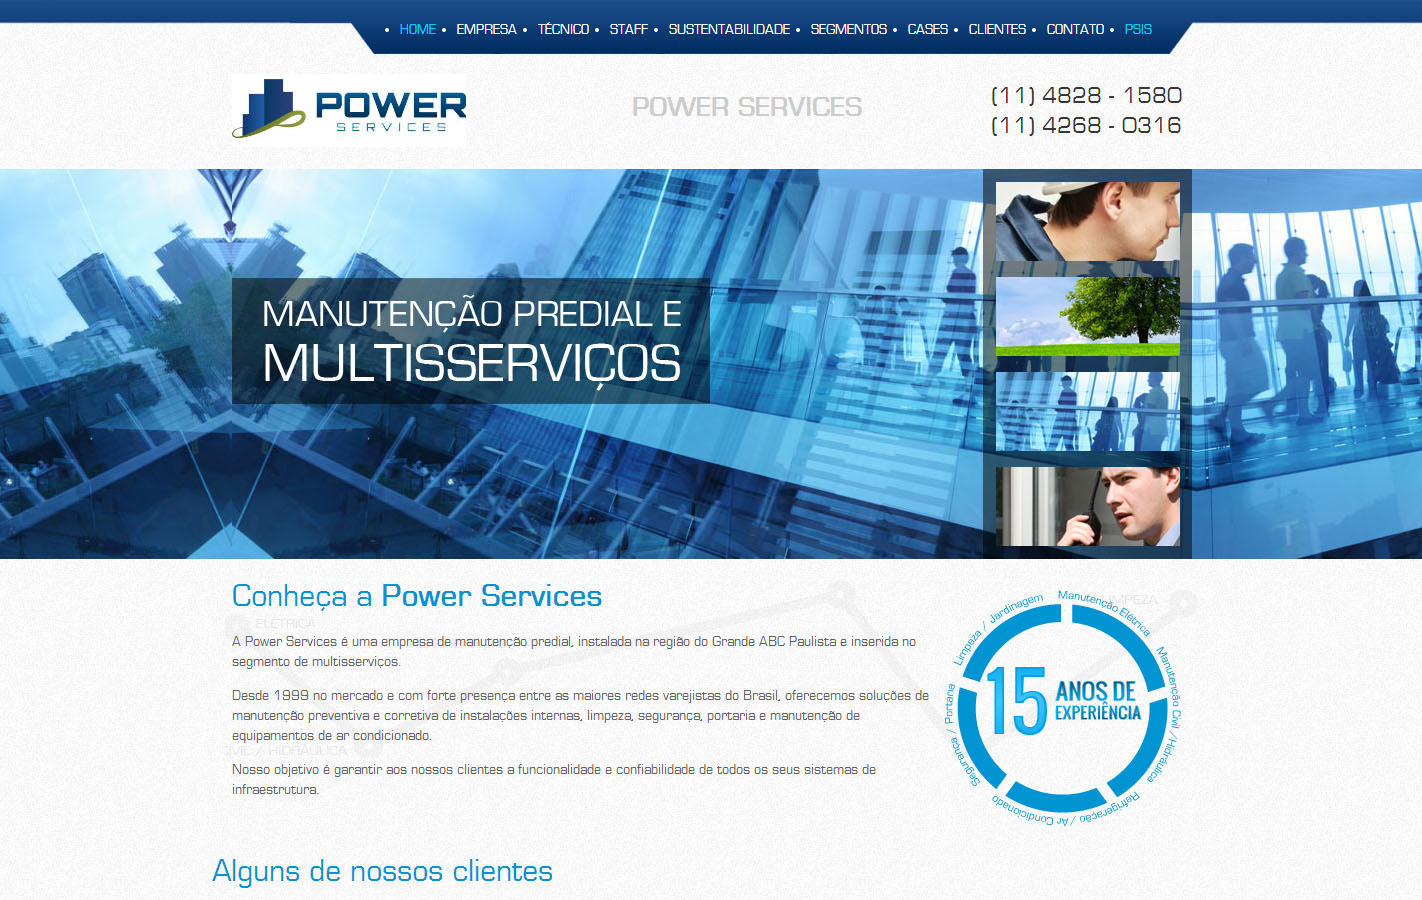 HOME EMPRESA TÉCNICO STAFF SUSTENTABILIDADE SEGMENTOS CASES CLIENTES CONTATO PSIS
POWER
SERVICES
POWER SERVICES
(11) 4828 - 1580
(11) 4268 - 0316
MANUTENÇÃO PREDIAL E
MULTISSERVIÇOS
Conheça a Power Services
ELÉTRICA
LIMPEZA
A Power Services é uma empresa de manutenção predial, instalada na região do Grande ABC Paulista e inserida no
segmento de multisserviços.
Desde 1999 no mercado e com forte presença entre as maiores redes varejistas do Brasil, oferecemos soluções de
manutenção preventiva e corretiva de instalações internas, limpeza, segurança, portaria e manutenção de
equipamentos de ar condicionado.
CIVIL / HIDRÁULICA
Nosso objetivo é garantir aos nossos clientes a funcionalidade e confiabilidade de todos os seus sistemas de
infraestrutura.
Limpeza / Jardinagem
Manutenção Elétrica
Manutenção Civil /Hidráulica
Refrigeração / Ar Condicionado
Segurança / Portaria
15 ANOS DE
EXPERIÊNCIA
Alguns de nossos clientes